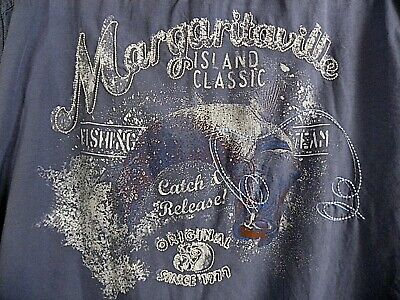 Margaritaville
ISLAND
CLASSIC
FISHING TEAM
Catch &
Release!
ORIGINAL
SINCE 1977